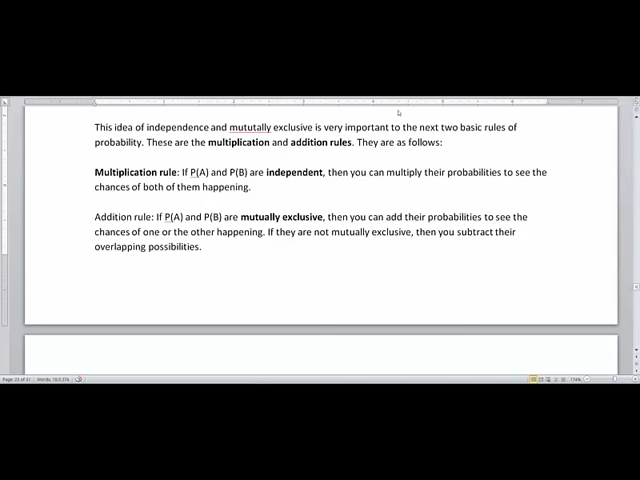 This idea of independence and mututally exclusive is very important to the next two basic rules of
probability. These are the multiplication and addition rules. They are as follows:
Multiplication rule: If P(A) and P(B) are independent, then you can multiply their probabilities to see the
chances of both of them happening.
Addition rule: If P(A) and P(B) are mutually exclusive, then you can add their probabilities to see the
chances of one or the other happening. If they are not mutually exclusive, then you subtract their
overlapping possibilities.